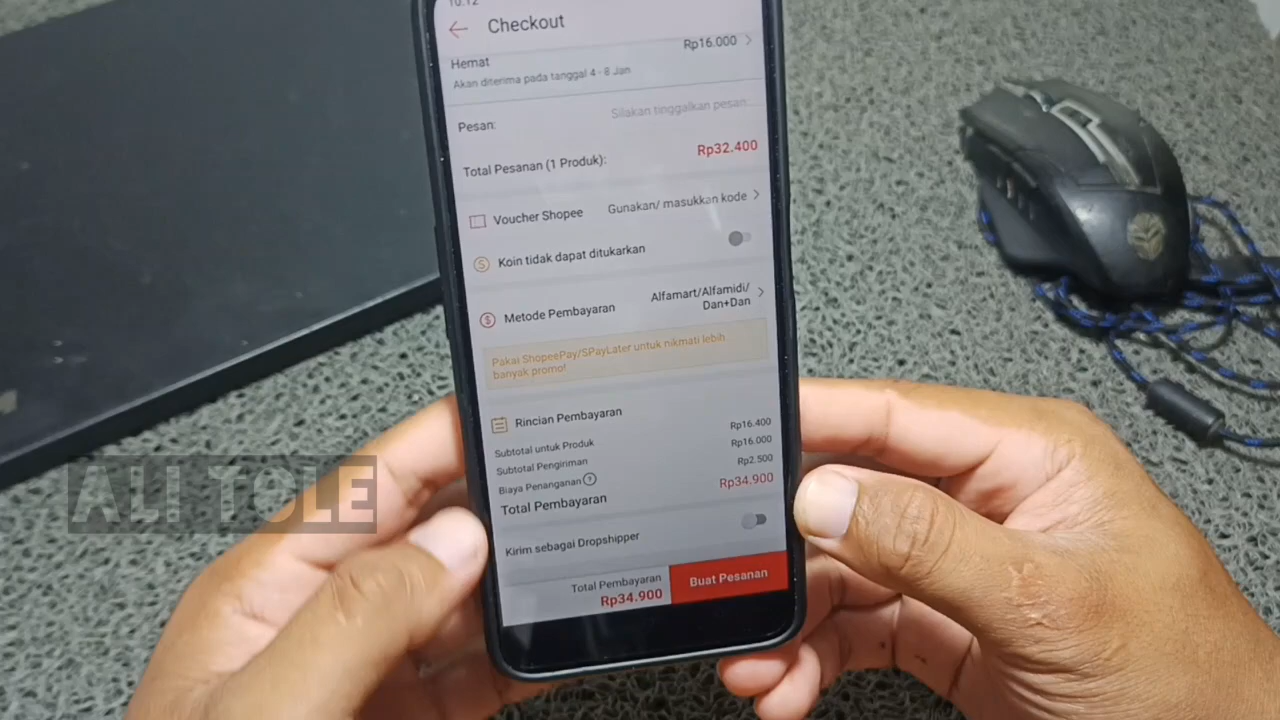 10.12
Checkout
Hemat Rp16.000
Akan diterima pada tanggal 4 - 8 Jan
Pesan: Silakan tinggalkan pesan......
Total Pesanan (1 Produk): Rp32.400
Voucher Shopee Gunakan/ masukkan kode
Koin tidak dapat ditukarkan
Metode Pembayaran Alfamart/Alfamidi/
Dan+Dan
Pakai ShopeePay/SPayLater untuk nikmati lebih
banyak promo!
Rincian Pembayaran
Subtotal untuk Produk Rp16.400
Subtotal Pengiriman Rp16.000
Biaya Penanganan Rp2.500
Total Pembayaran Rp34.900
Kirim sebagai Dropshipper
Total Pembayaran
Rp34.900
Buat Pesanan
ALI TOLE